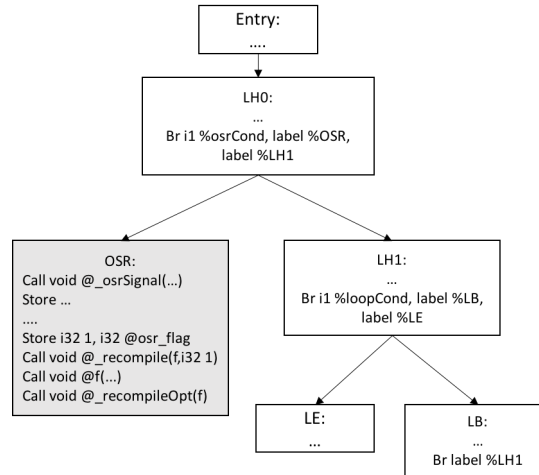 Entry:
....
LH0:
...
Br i1 %osrCond, label %OSR,
label %LH1
OSR:
Call void @_osrSignal(...)
Store ...
....
Store i32 1, i32 @osr_flag
Call void @_recompile(f,i32 1)
Call void @f(...)
Call void @_recompileOpt(f)
LH1:
...
Br i1 %loopCond, label %LB,
label %LE
LE:
...
LB:
...
Br label %LH1